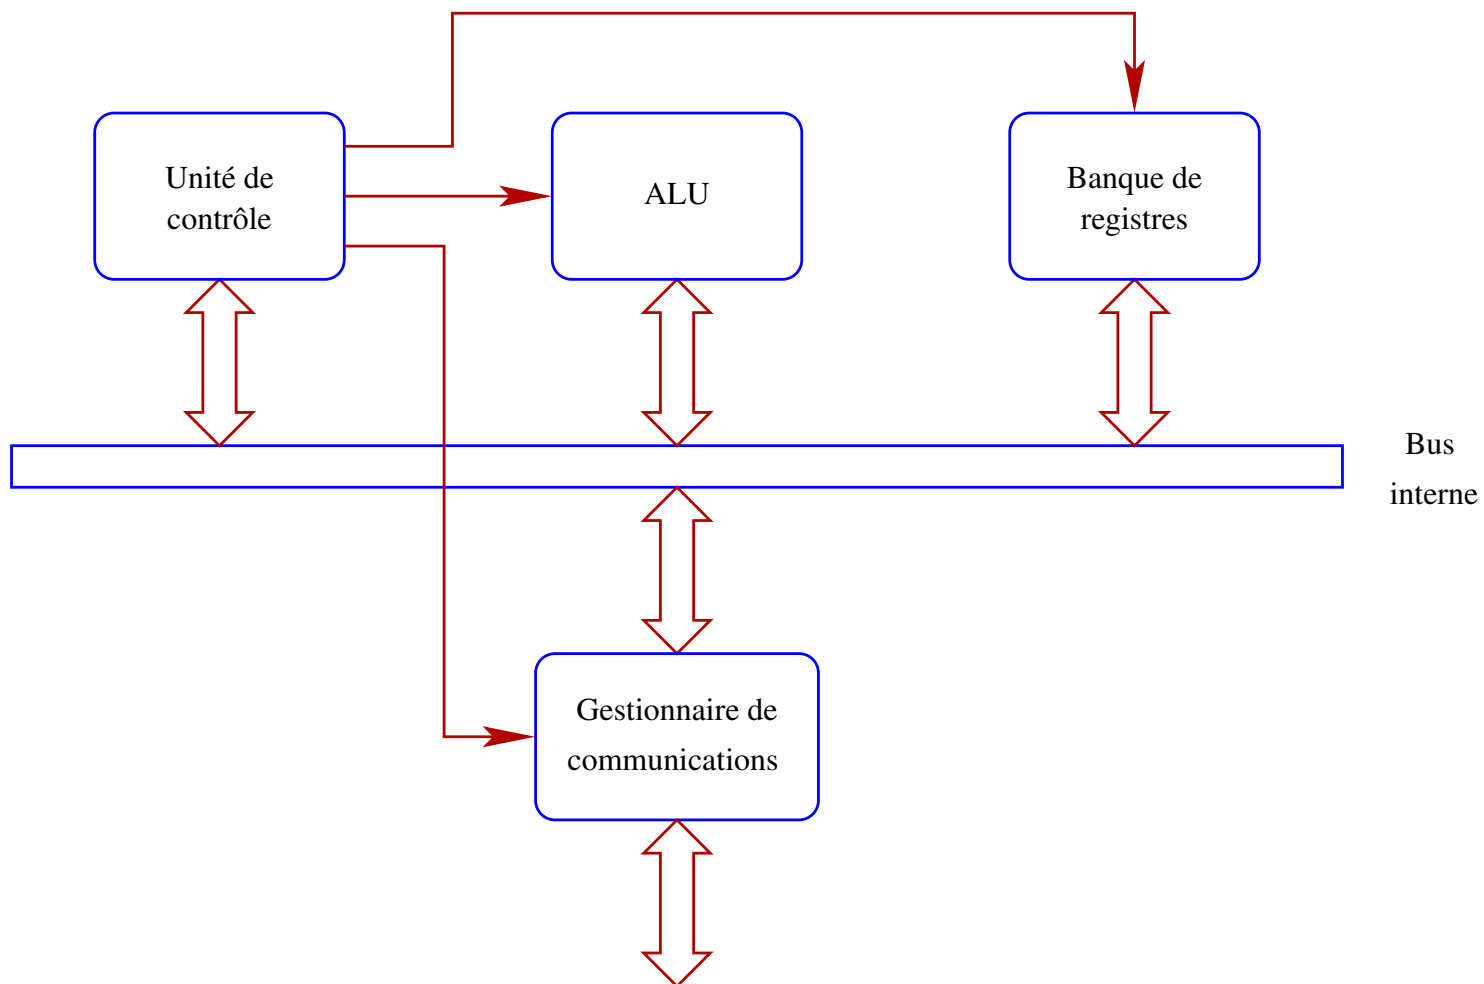 Unité de
contrôle
ALU
Banque de
registres
Bus
interne
Gestionnaire de
communications